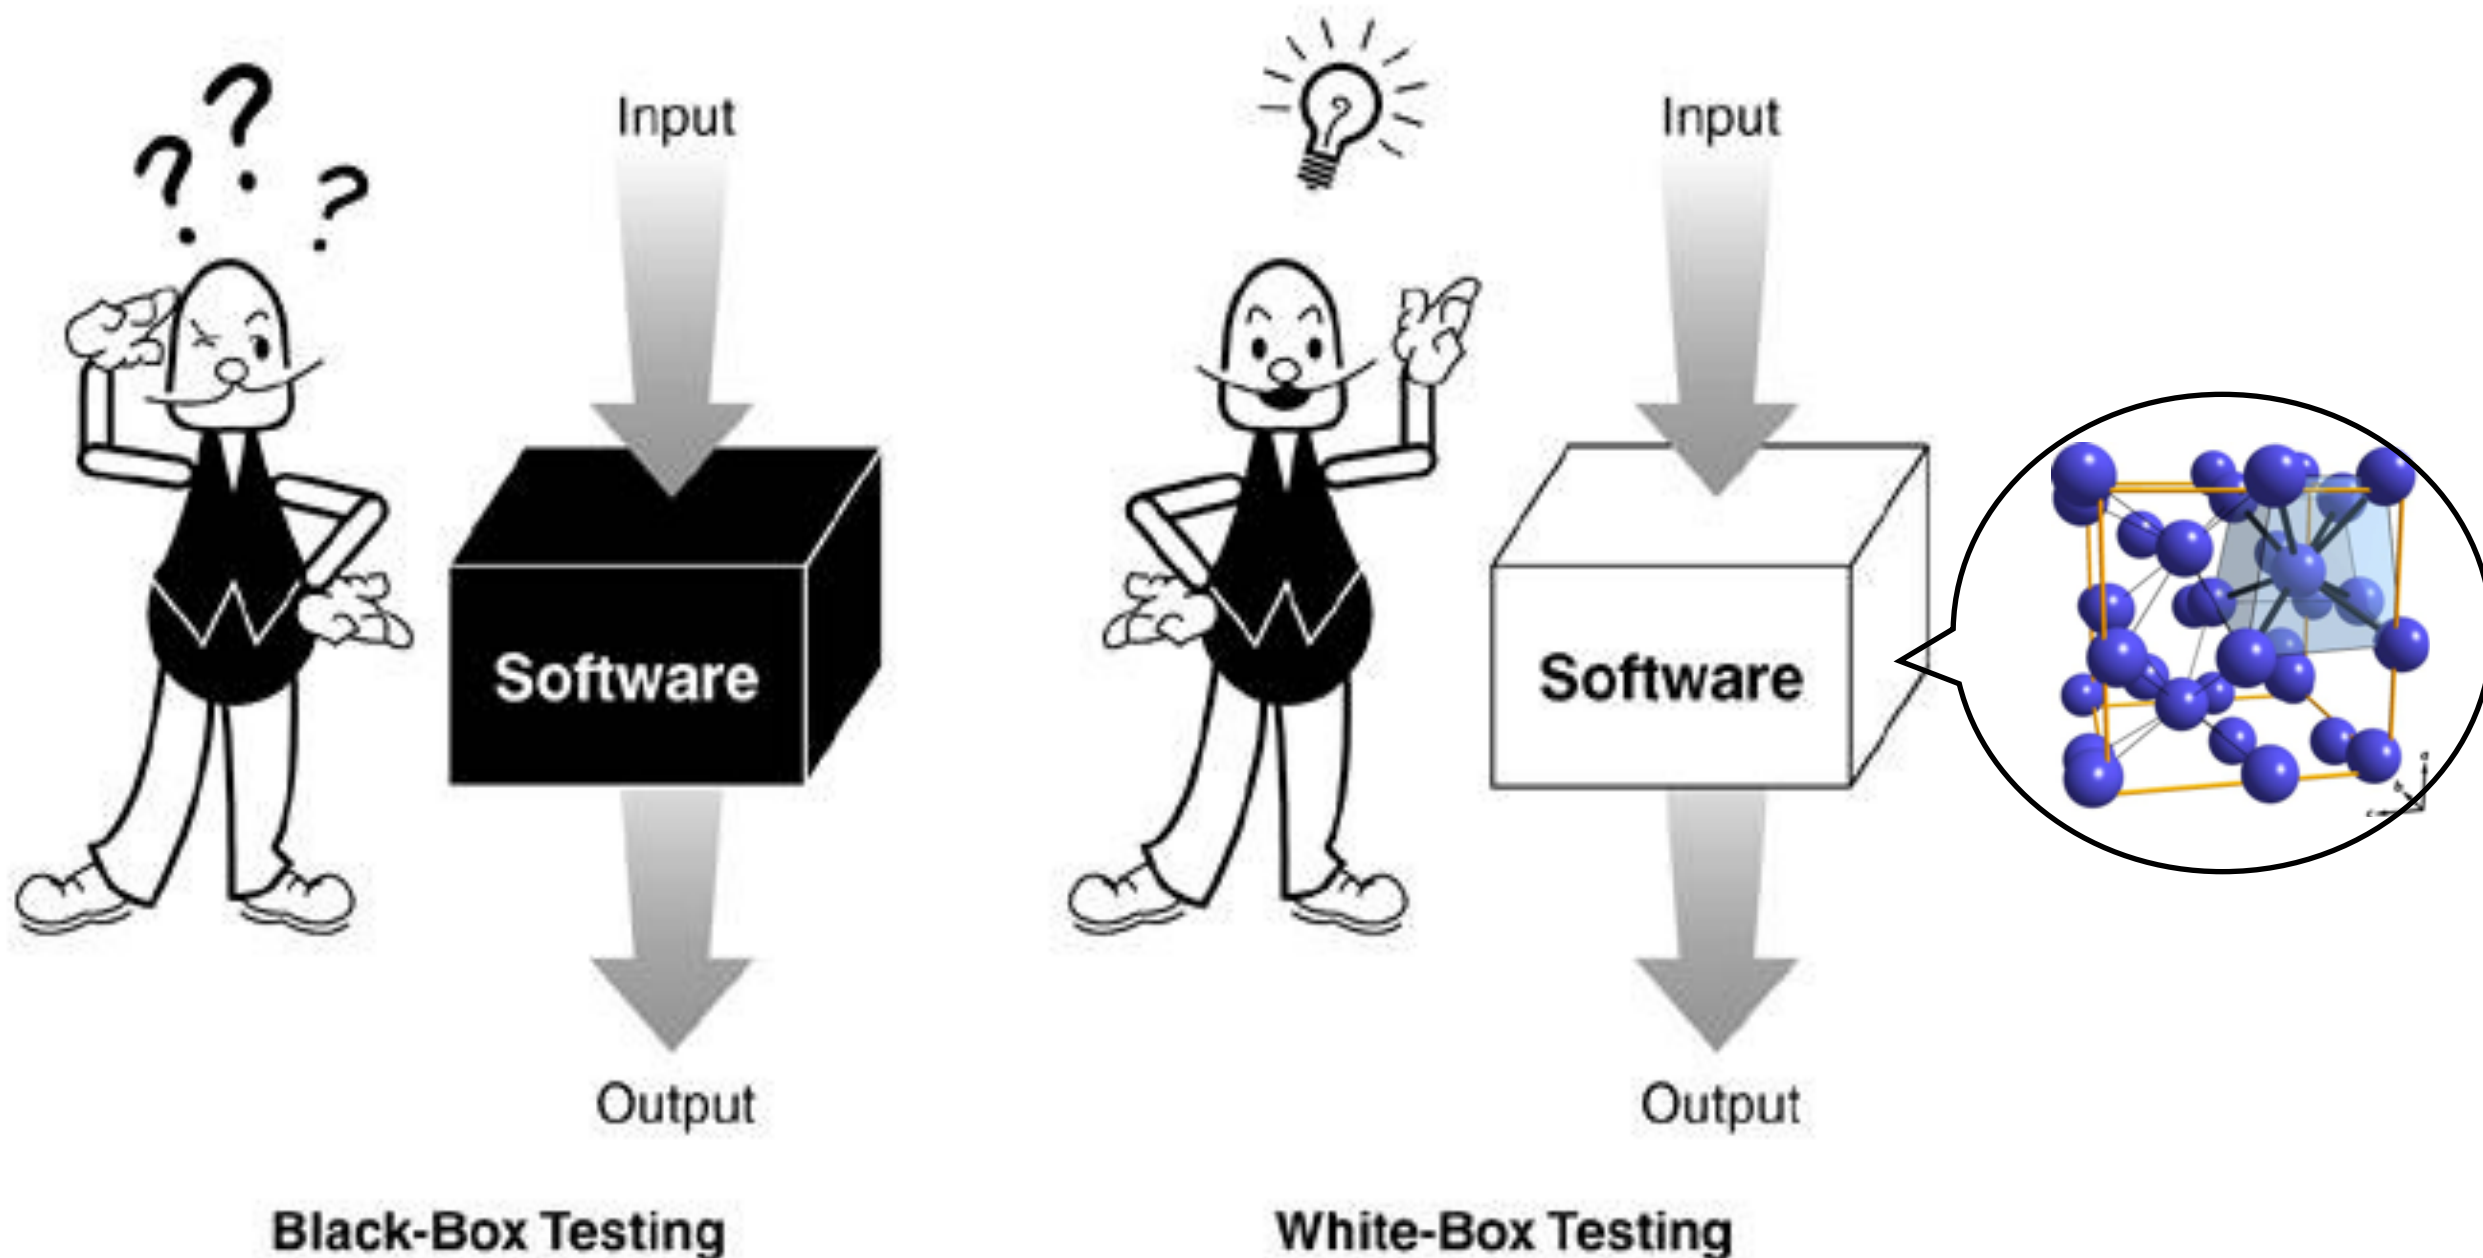 Input
Software
Output
Black-Box Testing
Input
Software
Output
White-Box Testing
a
b
c